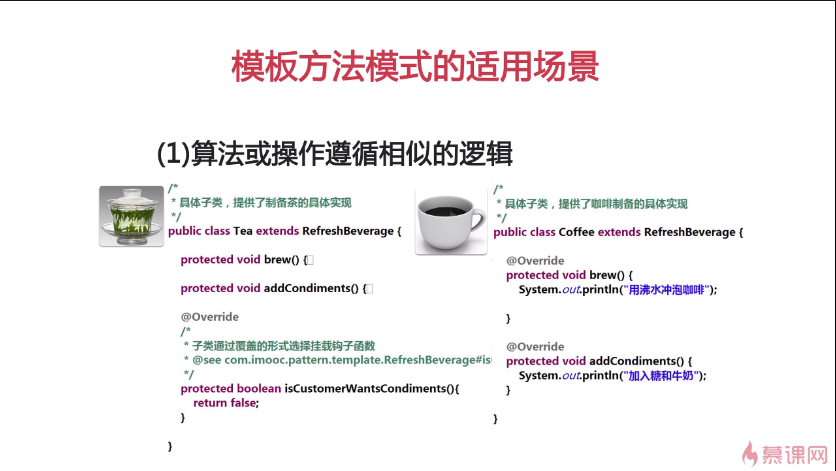 模板方法模式的适用场景
(1)算法或操作遵循相似的逻辑
/*
* 具体子类，提供了制备茶的具体实现
*/
public class Tea extends RefreshBeverage {
protected void brew() {
protected void addCondiments() {
@Override
/*
* 子类通过覆盖的形式选择挂载钩子函数
* @see com.imooc.pattern.template.RefreshBeverage#is
*/
protected boolean isCustomerWantsCondiments(){
return false;
}
}
/*
* 具体子类，提供了咖啡制备的具体实现
*/
public class Coffee extends RefreshBeverage {
@Override
protected void brew() {
System.out.println("用沸水冲泡咖啡");
}
@Override
protected void addCondiments() {
System.out.println("加入糖和牛奶");
}
}
慕课网